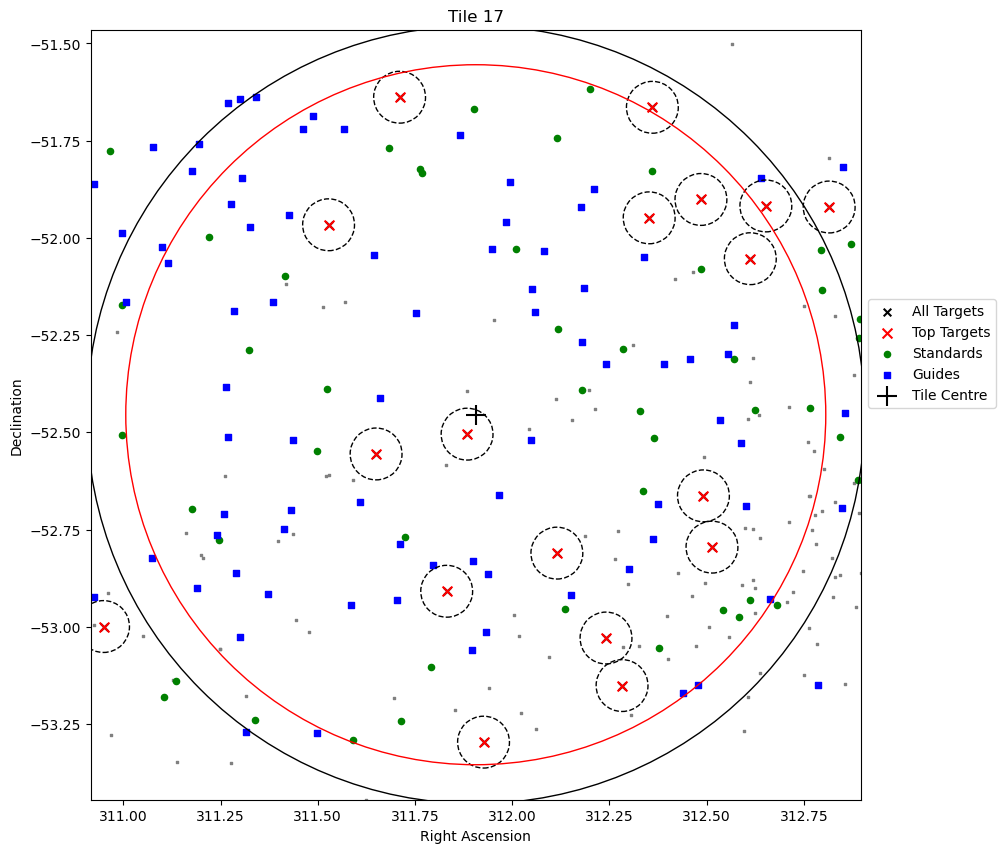 Tile 17
−51.50
−51.75
−52.00
−52.25
−52.50
−52.75
−53.00
−53.25
Declination
311.00 311.25 311.50 311.75 312.00 312.25 312.50 312.75
Right Ascension
All Targets
Top Targets
Standards
Guides
Tile Centre